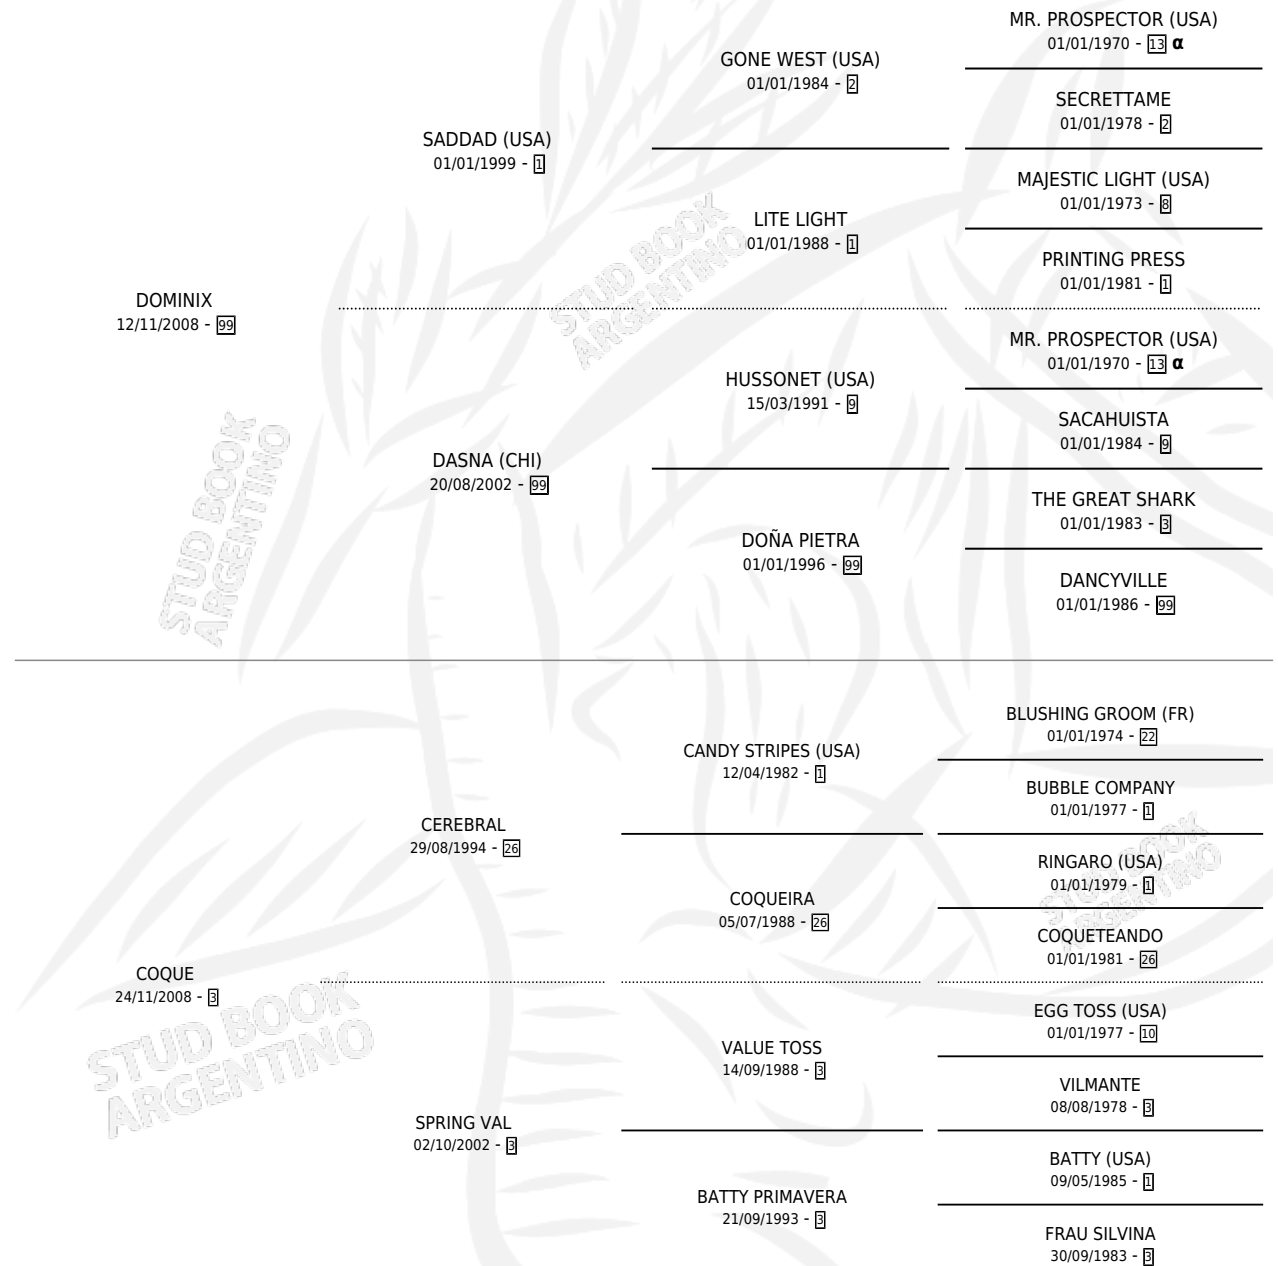 MR. PROSPECTOR (USA)
01/01/1970 - 13 α
GONE WEST (USA)
01/01/1984 - 2
SECRETTAME
01/01/1978 - 2
SADDAD (USA)
01/01/1999 - 1
MAJESTIC LIGHT (USA)
01/01/1973 - 8
LITE LIGHT
01/01/1988 - 1
PRINTING PRESS
01/01/1981 - 1
DOMINIX
12/11/2008 - 99
STUD BOOK
ARGENTINO
MR. PROSPECTOR (USA)
01/01/1970 - 13 α
HUSSONET (USA)
15/03/1991 - 9
SACAHUISTA
01/01/1984 - 9
DASNA (CHI)
20/08/2002 - 99
THE GREAT SHARK
01/01/1983 - 3
DOÑA PIETRA
01/01/1996 - 99
DANCYVILLE
01/01/1986 - 99
STUD BOOK
ARGENTINO
BLUSHING GROOM (FR)
01/01/1974 - 22
CANDY STRIPES (USA)
12/04/1982 - 1
BUBBLE COMPANY
01/01/1977 - 1
CEREBRAL
29/08/1994 - 26
RINGARO (USA)
01/01/1979 - 1
STUD BOOK
ARGENTINO
COQUEIRA
05/07/1988 - 26
COQUETEANDO
01/01/1981 - 26
COQUE
24/11/2008 - 3
STUD BOOK
ARGENTINO
EGG TOSS (USA)
01/01/1977 - 10
VALUE TOSS
14/09/1988 - 3
VILMANTE
08/08/1978 - 3
SPRING VAL
02/10/2002 - 3
BATTY (USA)
09/05/1985 - 1
BATTY PRIMAVERA
21/09/1993 - 3
FRAU SILVINA
30/09/1983 - 3